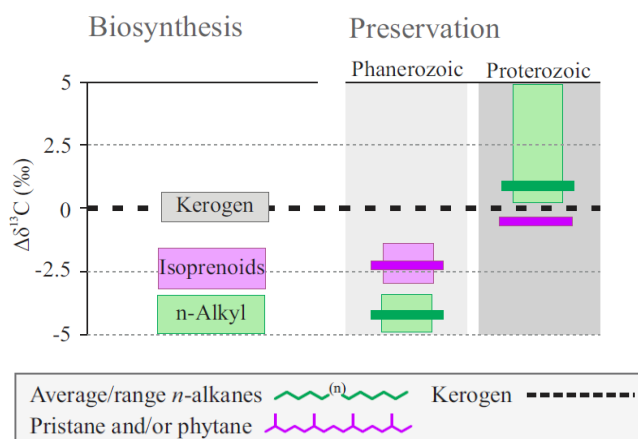 Biosynthesis
Preservation
Phanerozoic
Proterozoic
5
2.5
0
-2.5
-5
Δδ¹³C (‰)
Kerogen
Isoprenoids
n-Alkyl
Average/range n-alkanes
(n)
Kerogen
Pristane and/or phytane